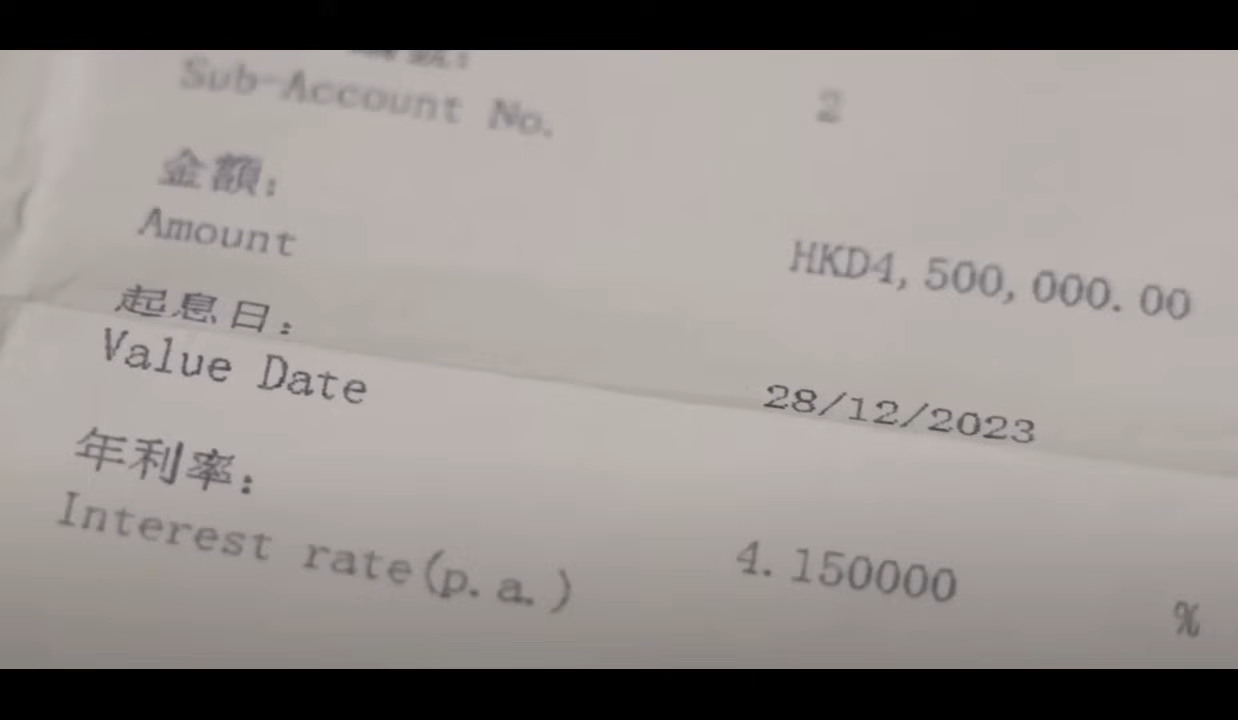 Sub-Account No. 2
金額：
Amount HKD4,500,000.00
起息日：
Value Date 28/12/2023
年利率：
Interest rate(p.a.) 4.150000 %